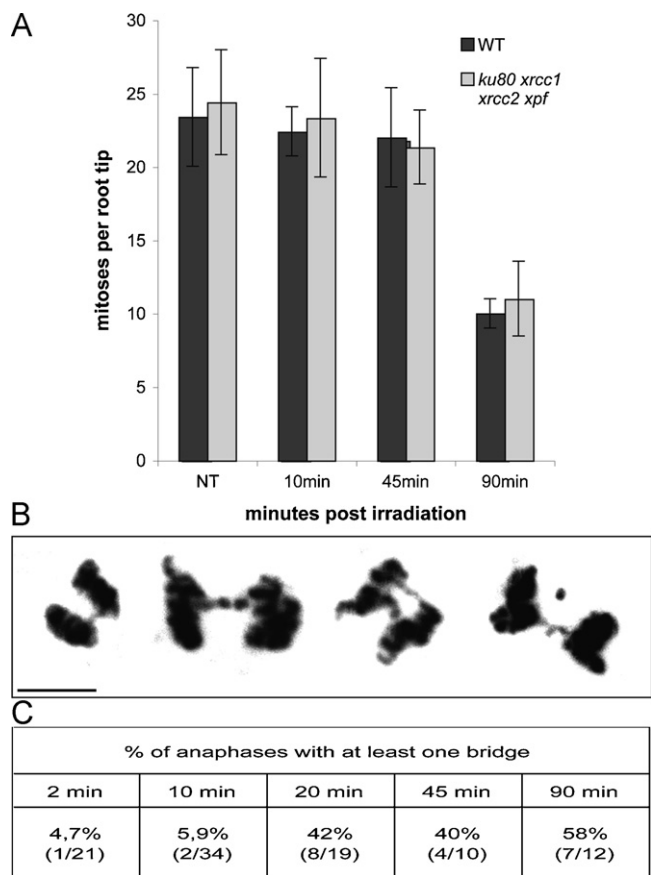 A
30
25
20
15
10
5
0
mitoses per root tip
WT
ku80 xrcc1
xrcc2 xpf
NT 10min 45min 90min
minutes post irradiation
B
C
% of anaphases with at least one bridge
2 min 10 min 20 min 45 min 90 min
4,7% 5,9% 42% 40% 58%
(1/21) (2/34) (8/19) (4/10) (7/12)